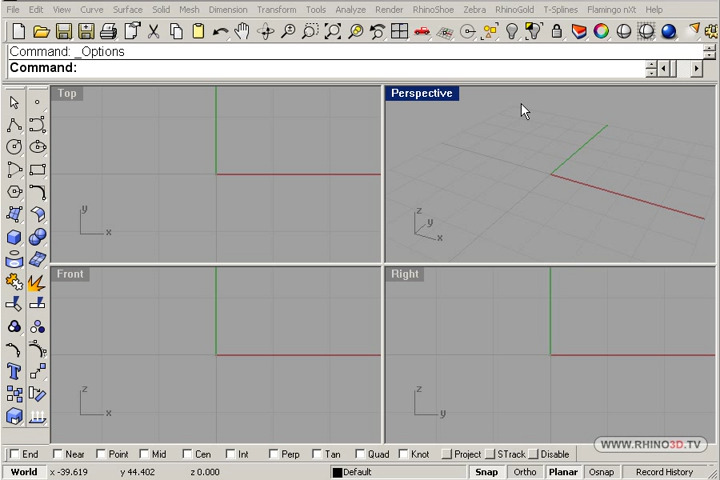 File Edit View Curve Surface Solid Mesh Dimension Transform Tools Analyze Render RhinoShoe Zebra RhinoGold T-Splines Flamingo nXt Help
Command: _Options
Command:
Top
Perspective
y
x
z
y
x
Front
Right
z
x
z
y
WWW.RHINO3D.TV
End Near Point Mid Cen Int Perp Tan Quad Knot Project STrack Disable
World x -39.619 y 44.402 z 0.000 Default Snap Ortho Planar Osnap Record History